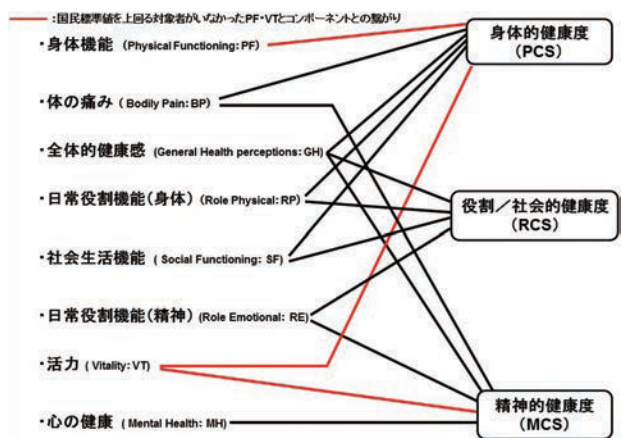 :国民標準値を上回る対象者がいなかったPF・VTとコンポーネントとの繋がり
・身体機能 (Physical Functioning: PF)
・体の痛み ( Bodily Pain: BP)
・全体的健康感 (General Health perceptions: GH)
・日常役割機能(身体) (Role Physical: RP)
・社会生活機能 ( Social Functioning: SF)
・日常役割機能(精神) (Role Emotional: RE)
・活力 ( Vitality: VT)
・心の健康 ( Mental Health: MH)
身体的健康度
(PCS)
役割/社会的健康度
(RCS)
精神的健康度
(MCS)